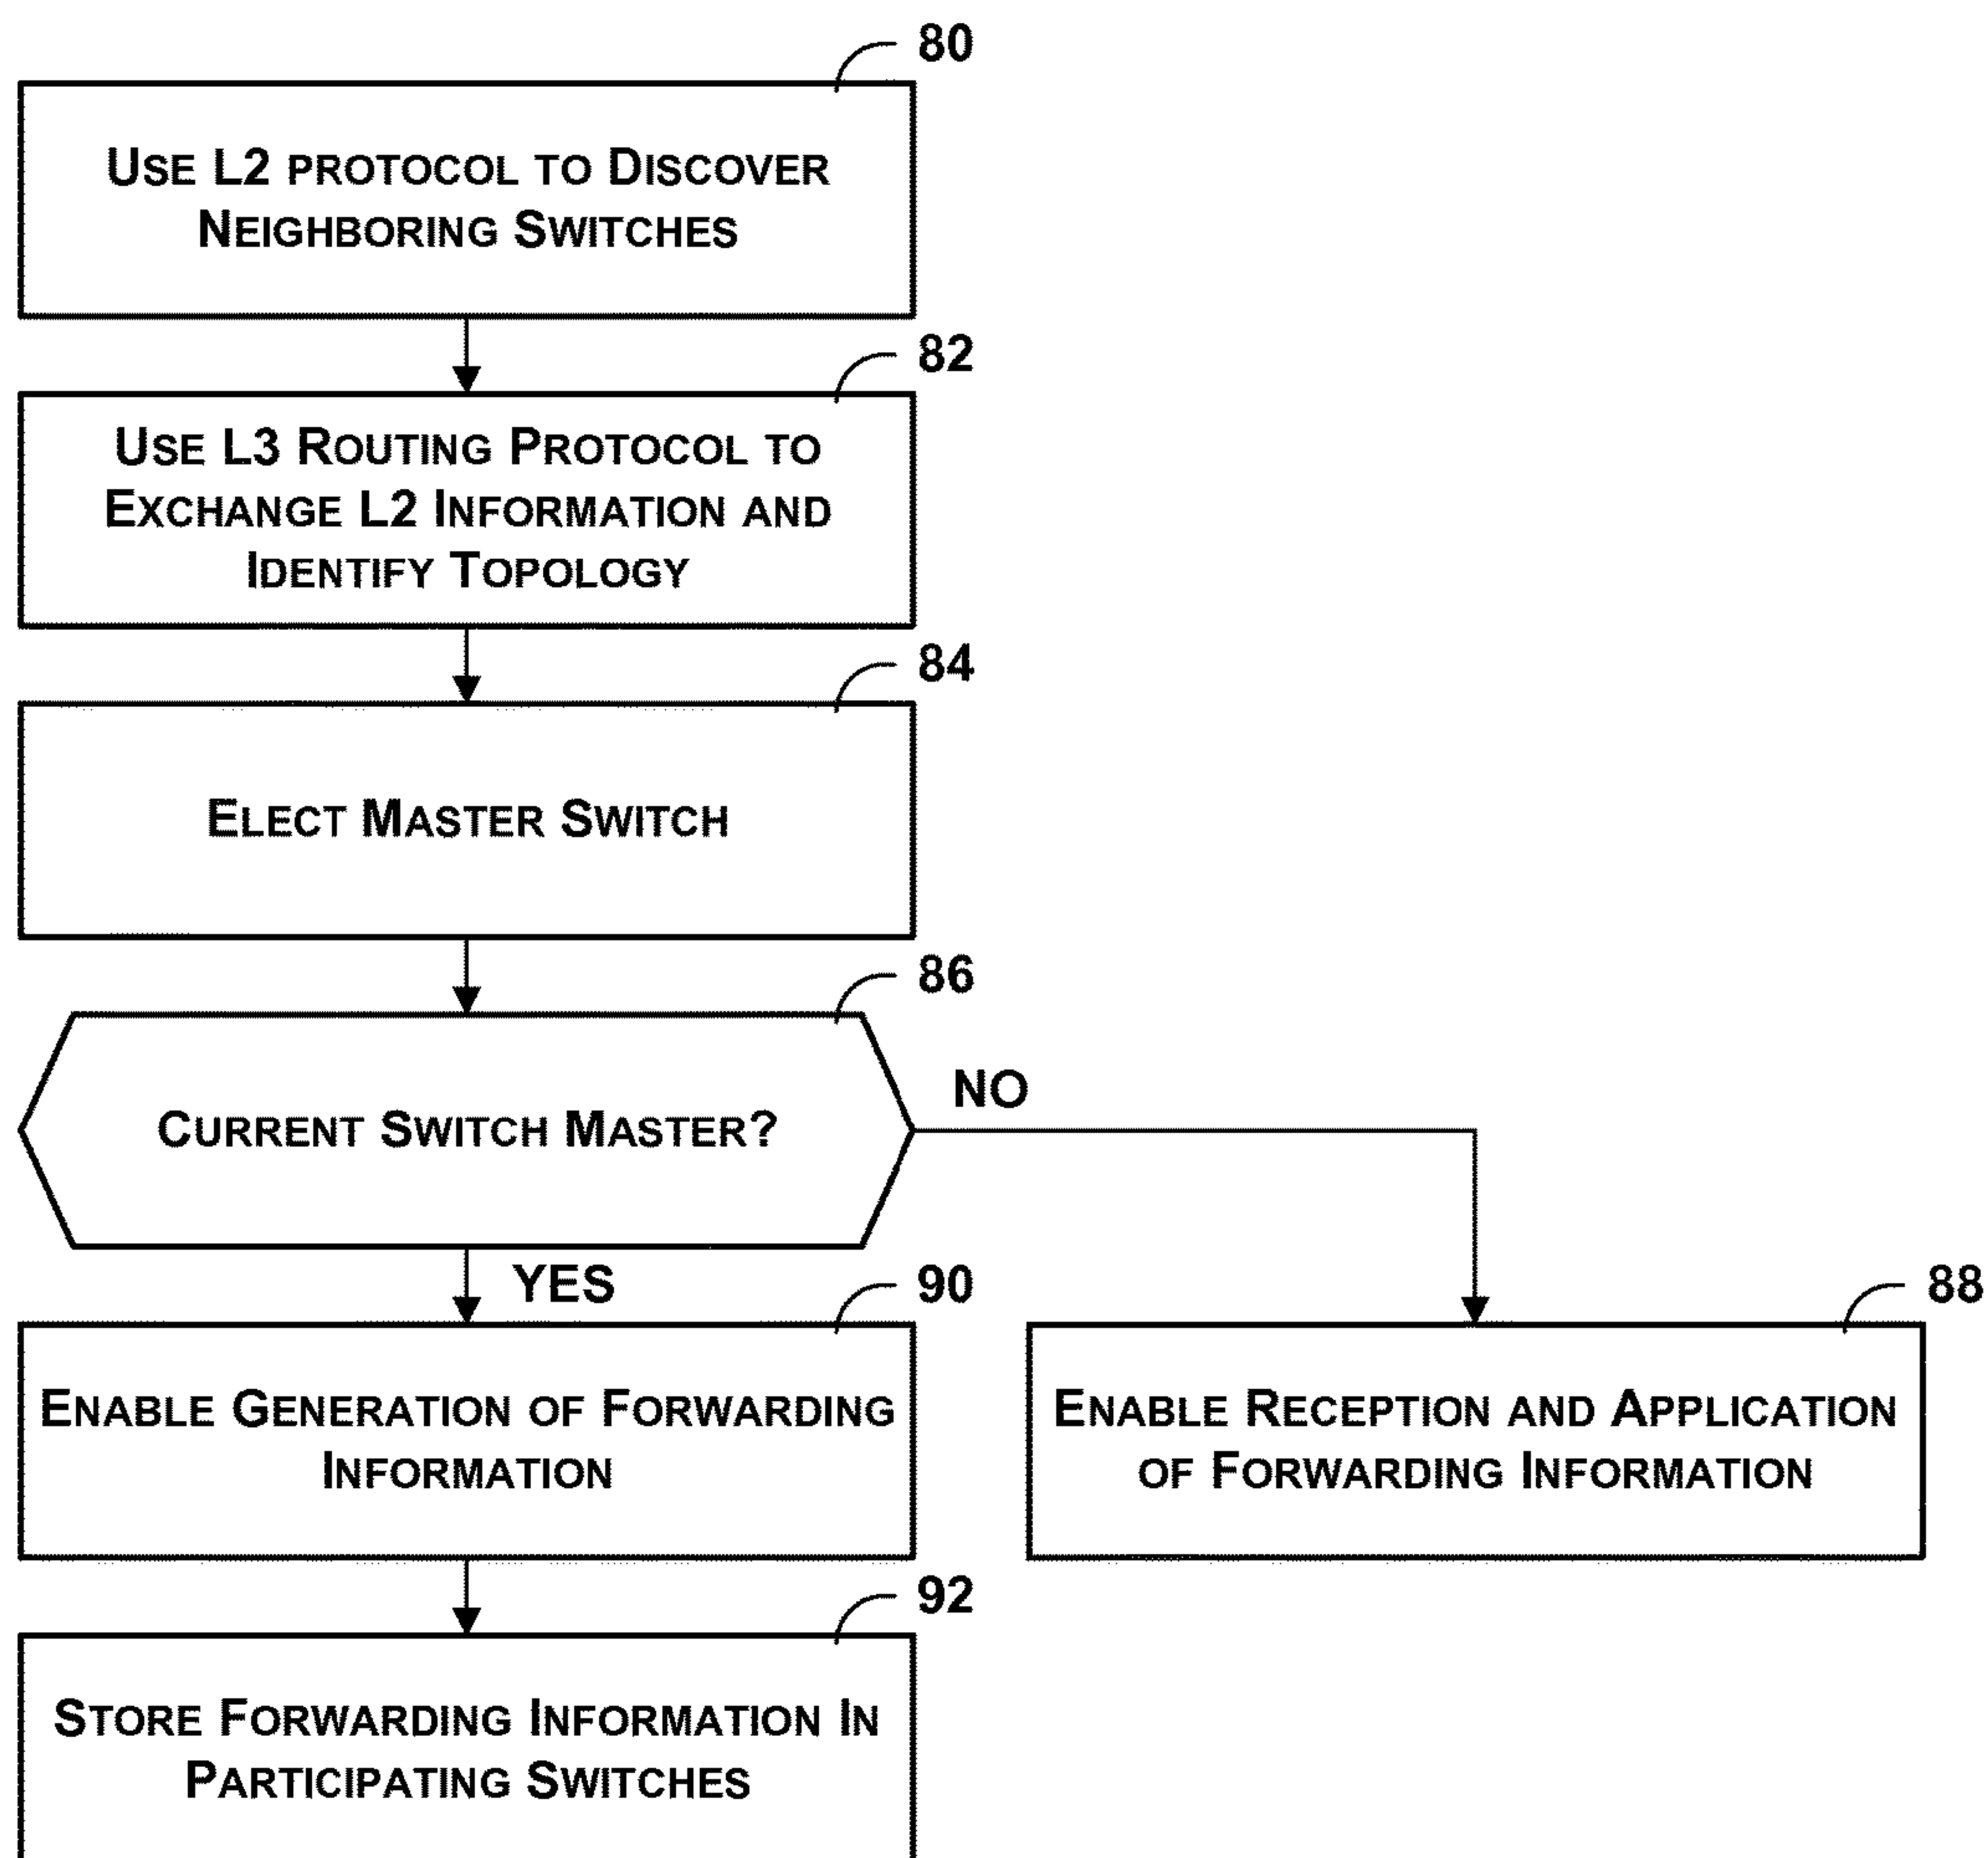 80
USE L2 PROTOCOL TO DISCOVER
NEIGHBORING SWITCHES
82
USE L3 ROUTING PROTOCOL TO
EXCHANGE L2 INFORMATION AND
IDENTIFY TOPOLOGY
84
ELECT MASTER SWITCH
86
CURRENT SWITCH MASTER?
NO
YES
90
ENABLE GENERATION OF FORWARDING
INFORMATION
88
ENABLE RECEPTION AND APPLICATION
OF FORWARDING INFORMATION
92
STORE FORWARDING INFORMATION IN
PARTICIPATING SWITCHES